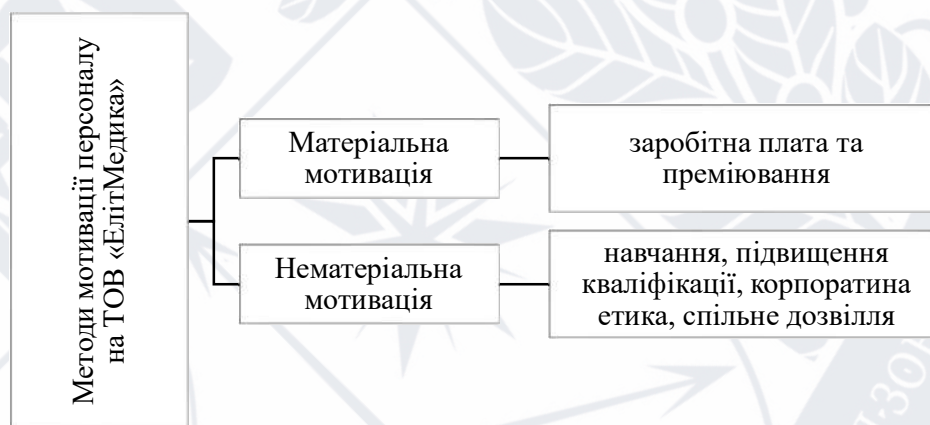 Методи мотивації персоналу
на ТОВ «ЕлітМедика»
Матеріальна
мотивація
заробітна плата та
преміювання
Нематеріальна
мотивація
навчання, підвищення
кваліфікації, корпоратина
етика, спільне дозвілля